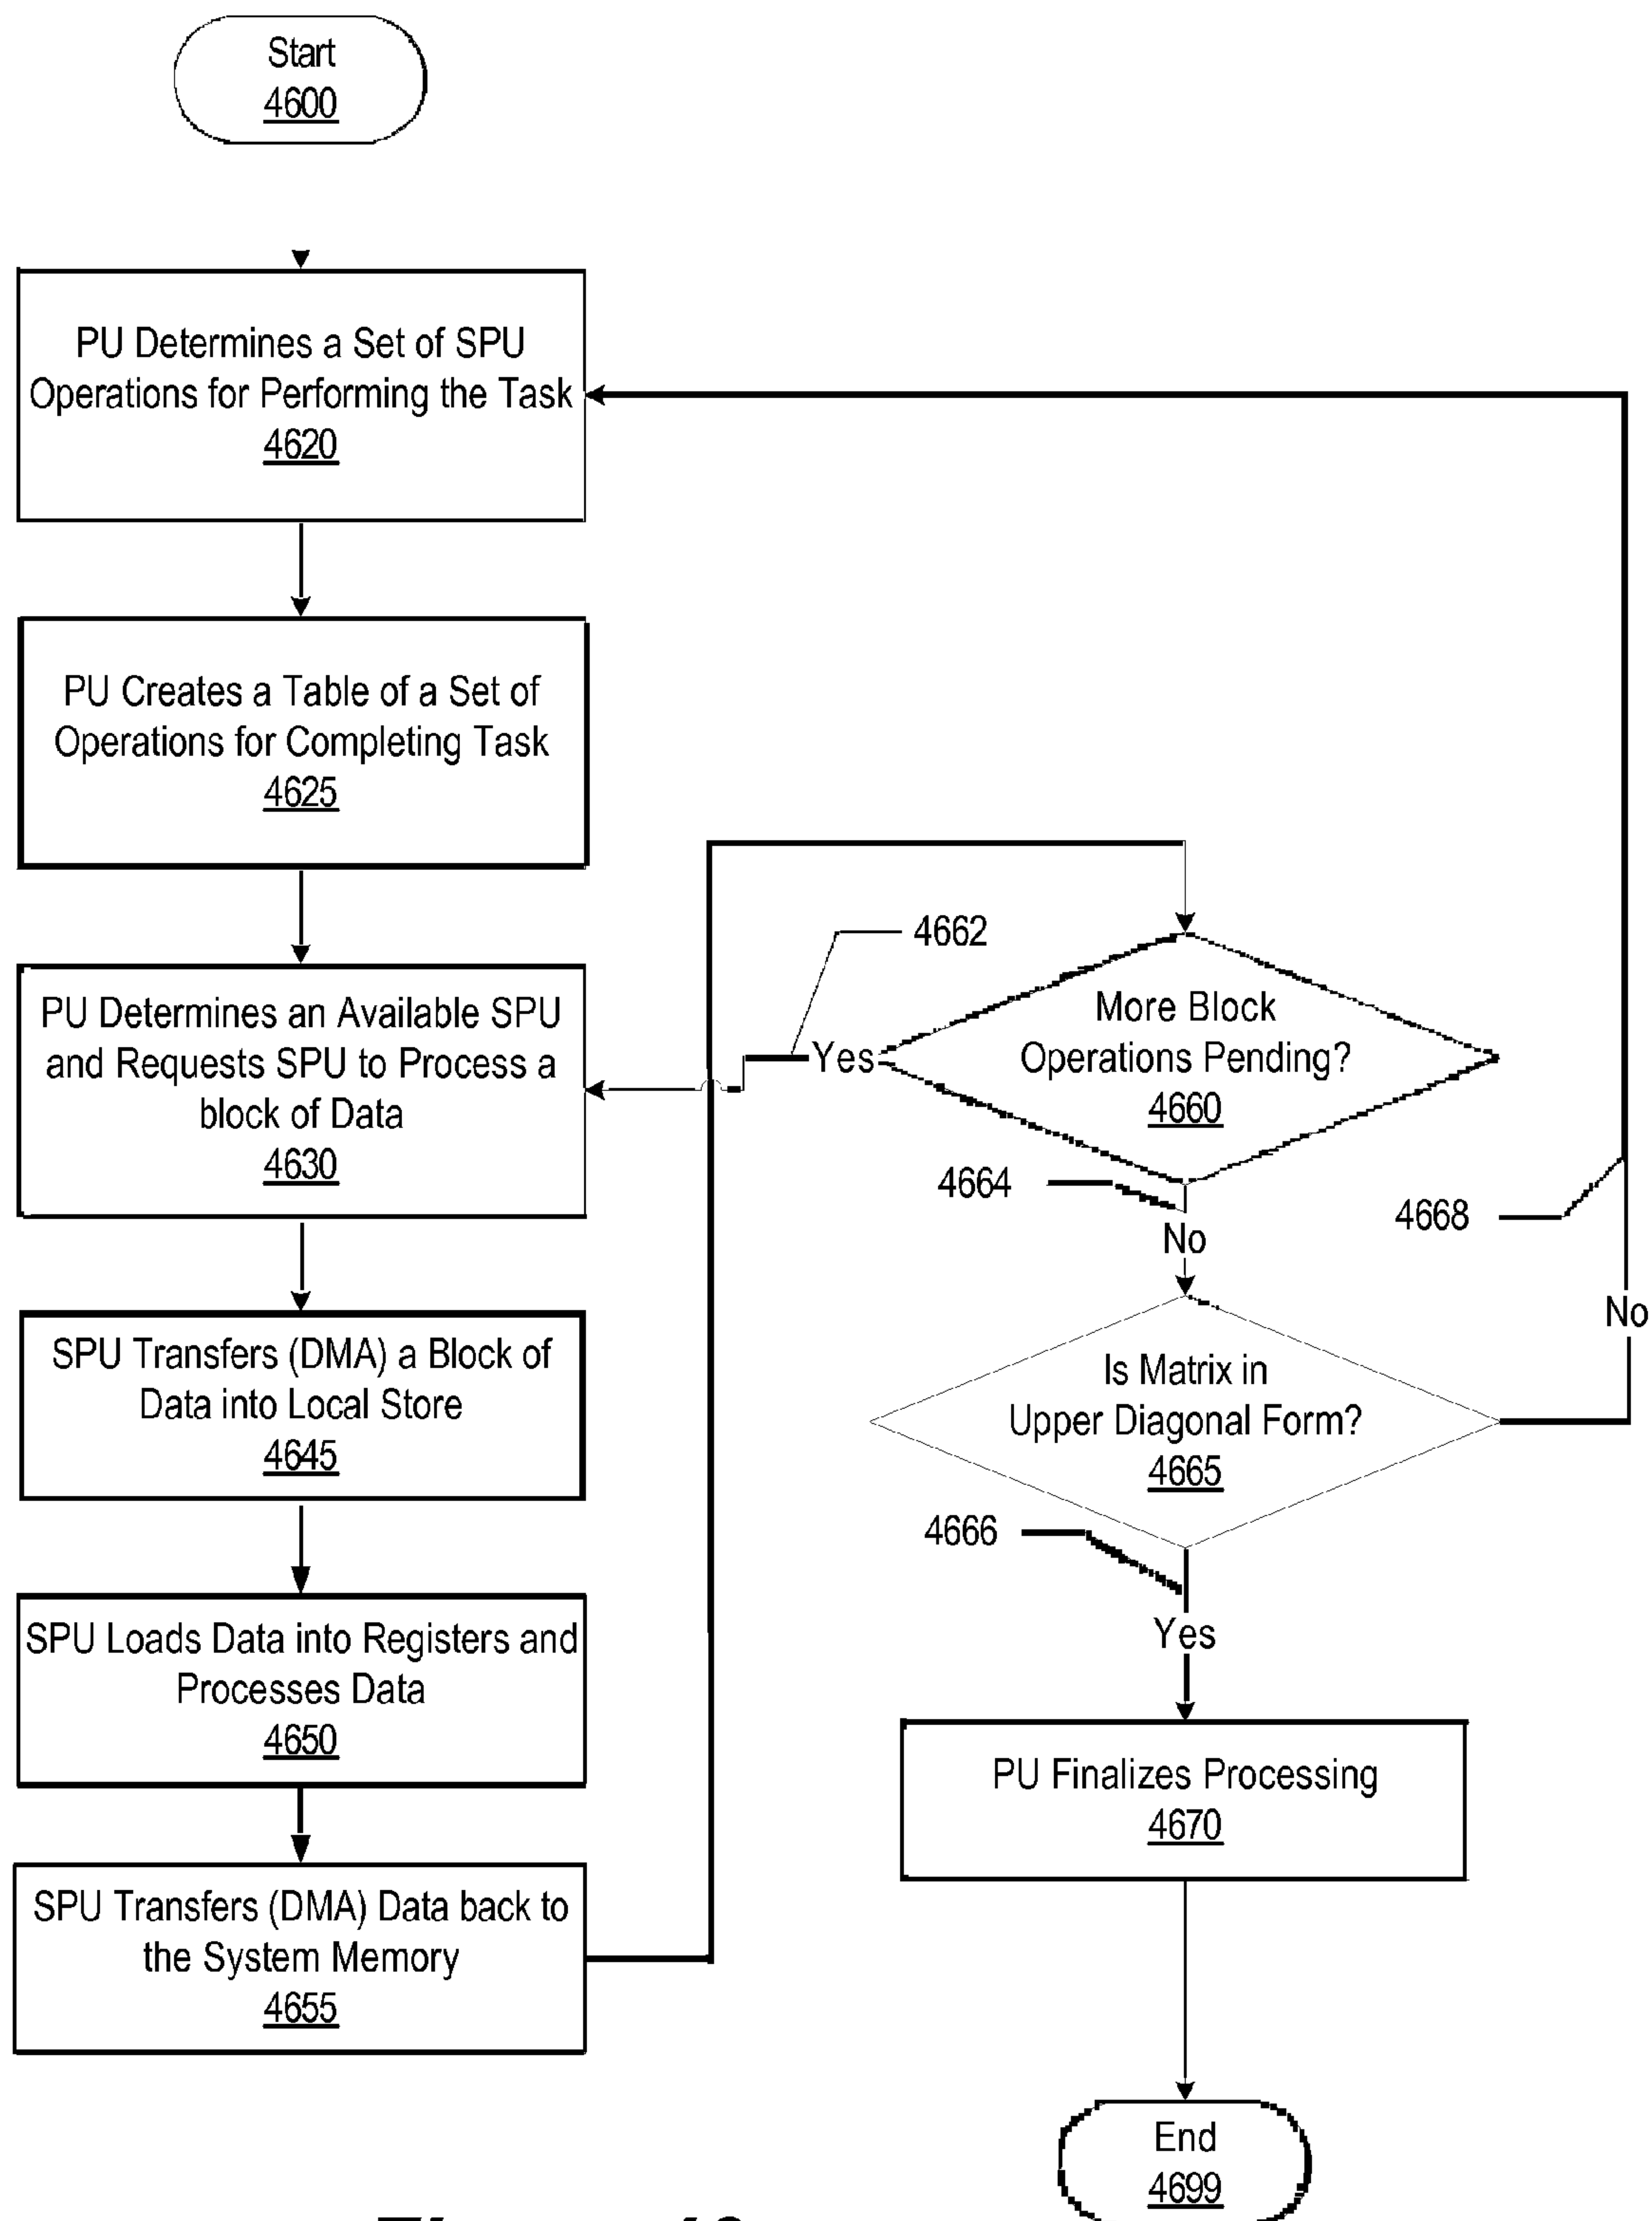 Start
4600
PU Determines a Set of SPU
Operations for Performing the Task
4620
PU Creates a Table of a Set of
Operations for Completing Task
4625
PU Determines an Available SPU
and Requests SPU to Process a
block of Data
4630
SPU Transfers (DMA) a Block of
Data into Local Store
4645
SPU Loads Data into Registers and
Processes Data
4650
SPU Transfers (DMA) Data back to
the System Memory
4655
4662
Yes
More Block
Operations Pending?
4660
4664
No
4668
No
Is Matrix in
Upper Diagonal Form?
4665
4666
Yes
PU Finalizes Processing
4670
End
4699